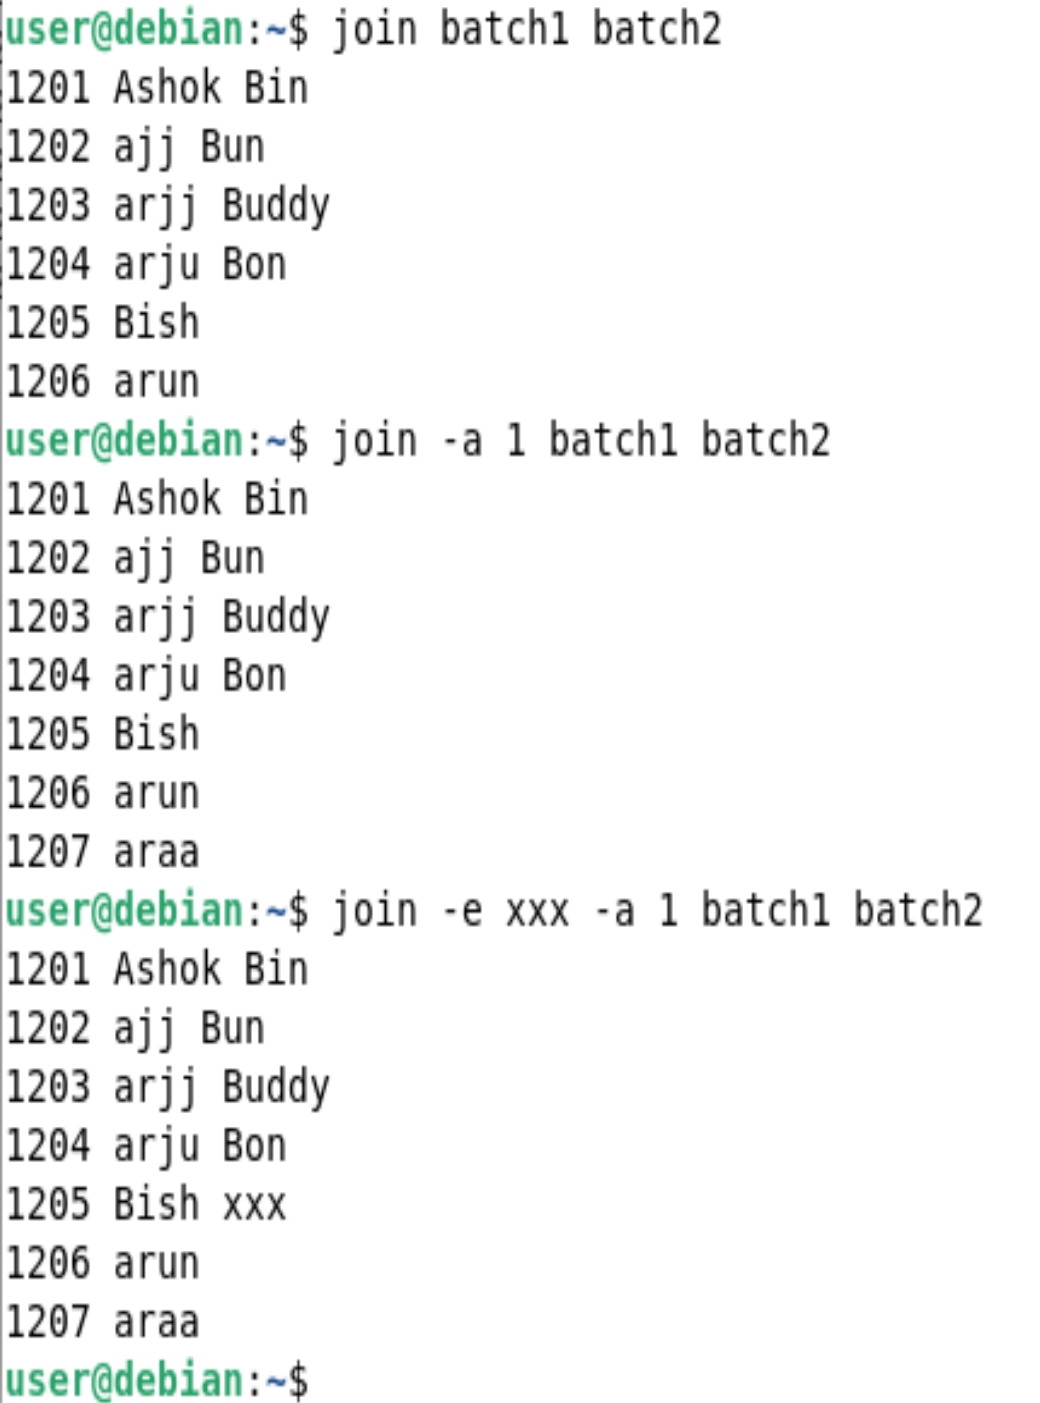 user@debian:~$ join batch1 batch2
1201 Ashok Bin
1202 ajj Bun
1203 arjj Buddy
1204 arju Bon
1205 Bish
1206 arun
user@debian:~$ join -a 1 batch1 batch2
1201 Ashok Bin
1202 ajj Bun
1203 arjj Buddy
1204 arju Bon
1205 Bish
1206 arun
1207 araa
user@debian:~$ join -e xxx -a 1 batch1 batch2
1201 Ashok Bin
1202 ajj Bun
1203 arjj Buddy
1204 arju Bon
1205 Bish xxx
1206 arun
1207 araa
user@debian:~$